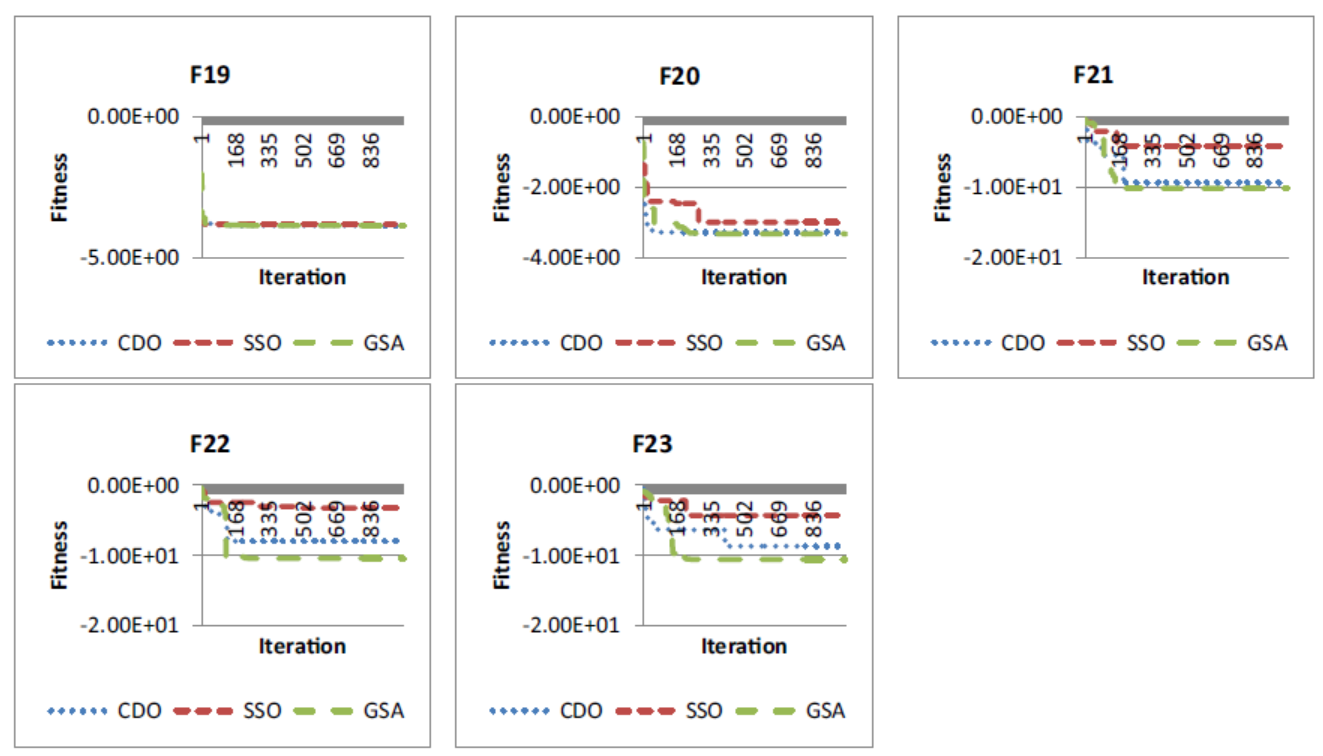 F19
0.00E+00
-5.00E+00
1 168 335 502 669 836
Fitness
Iteration
CDO SSO GSA
F20
0.00E+00
-2.00E+00
-4.00E+00
1 168 335 502 669 836
Fitness
Iteration
CDO SSO GSA
F21
0.00E+00
-1.00E+01
-2.00E+01
1 168 335 502 669 836
Fitness
Iteration
CDO SSO GSA
F22
0.00E+00
-1.00E+01
-2.00E+01
1 168 335 502 669 836
Fitness
Iteration
CDO SSO GSA
F23
0.00E+00
-1.00E+01
-2.00E+01
1 168 335 502 669 836
Fitness
Iteration
CDO SSO GSA